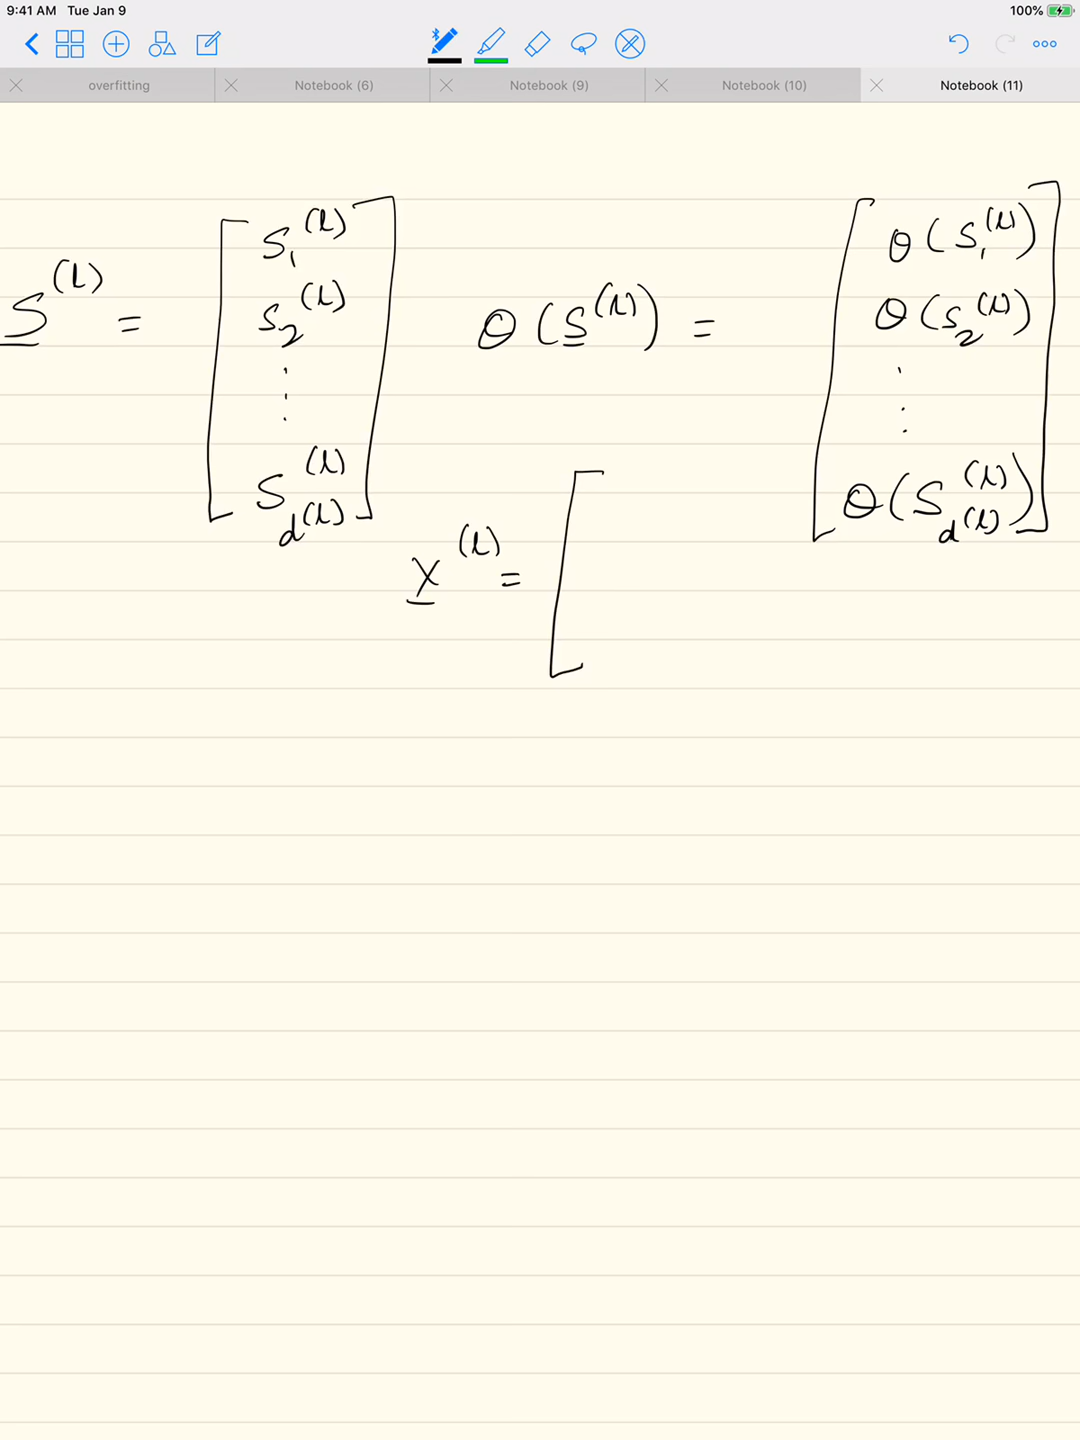 9:41 AM Tue Jan 9 100%
overfitting Notebook (6) Notebook (9) Notebook (10) Notebook (11)
S^(l) = [ S_1^(l) S_2^(l) ⋮ S_{d^(l)}^(l) ]
θ(S^(l)) = [ θ(S_1^(l)) θ(S_2^(l)) ⋮ θ(S_{d^(l)}^(l)) ]
X^(l) = [